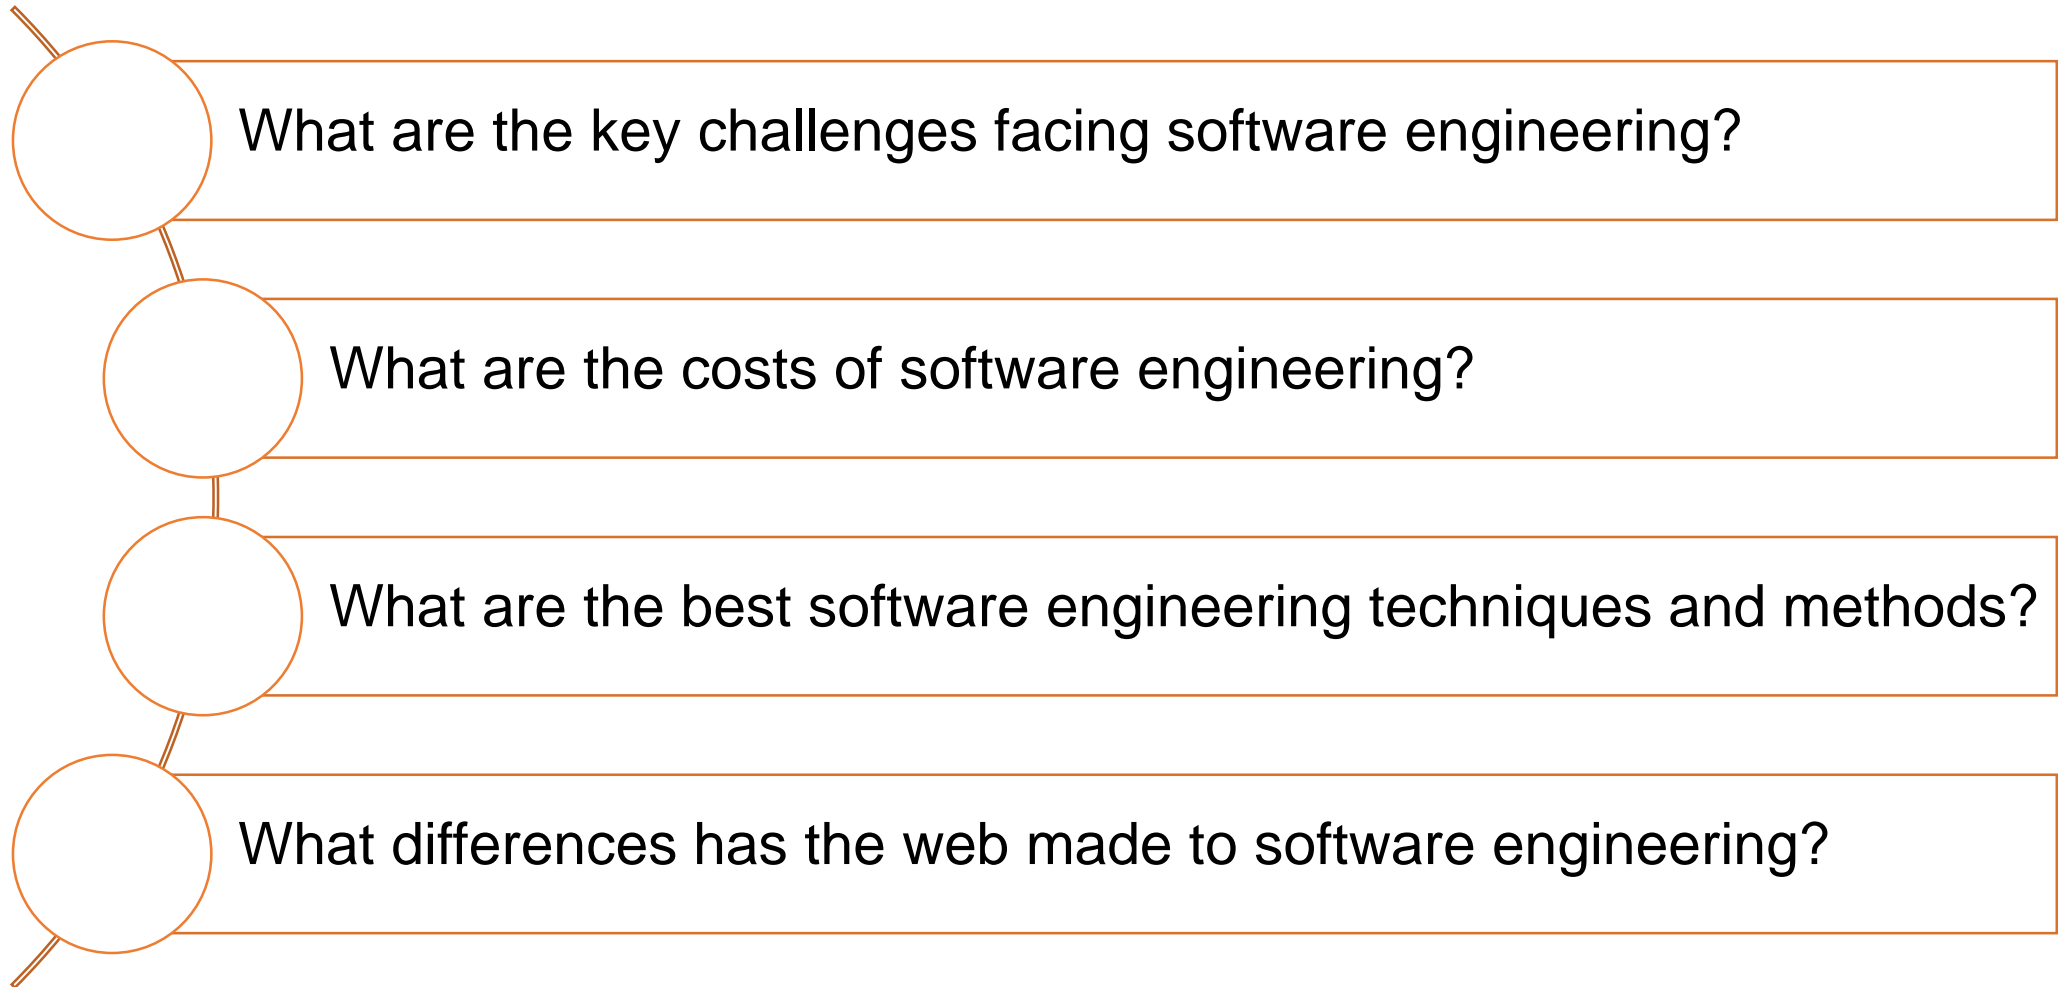 What are the key challenges facing software engineering?
What are the costs of software engineering?
What are the best software engineering techniques and methods?
What differences has the web made to software engineering?